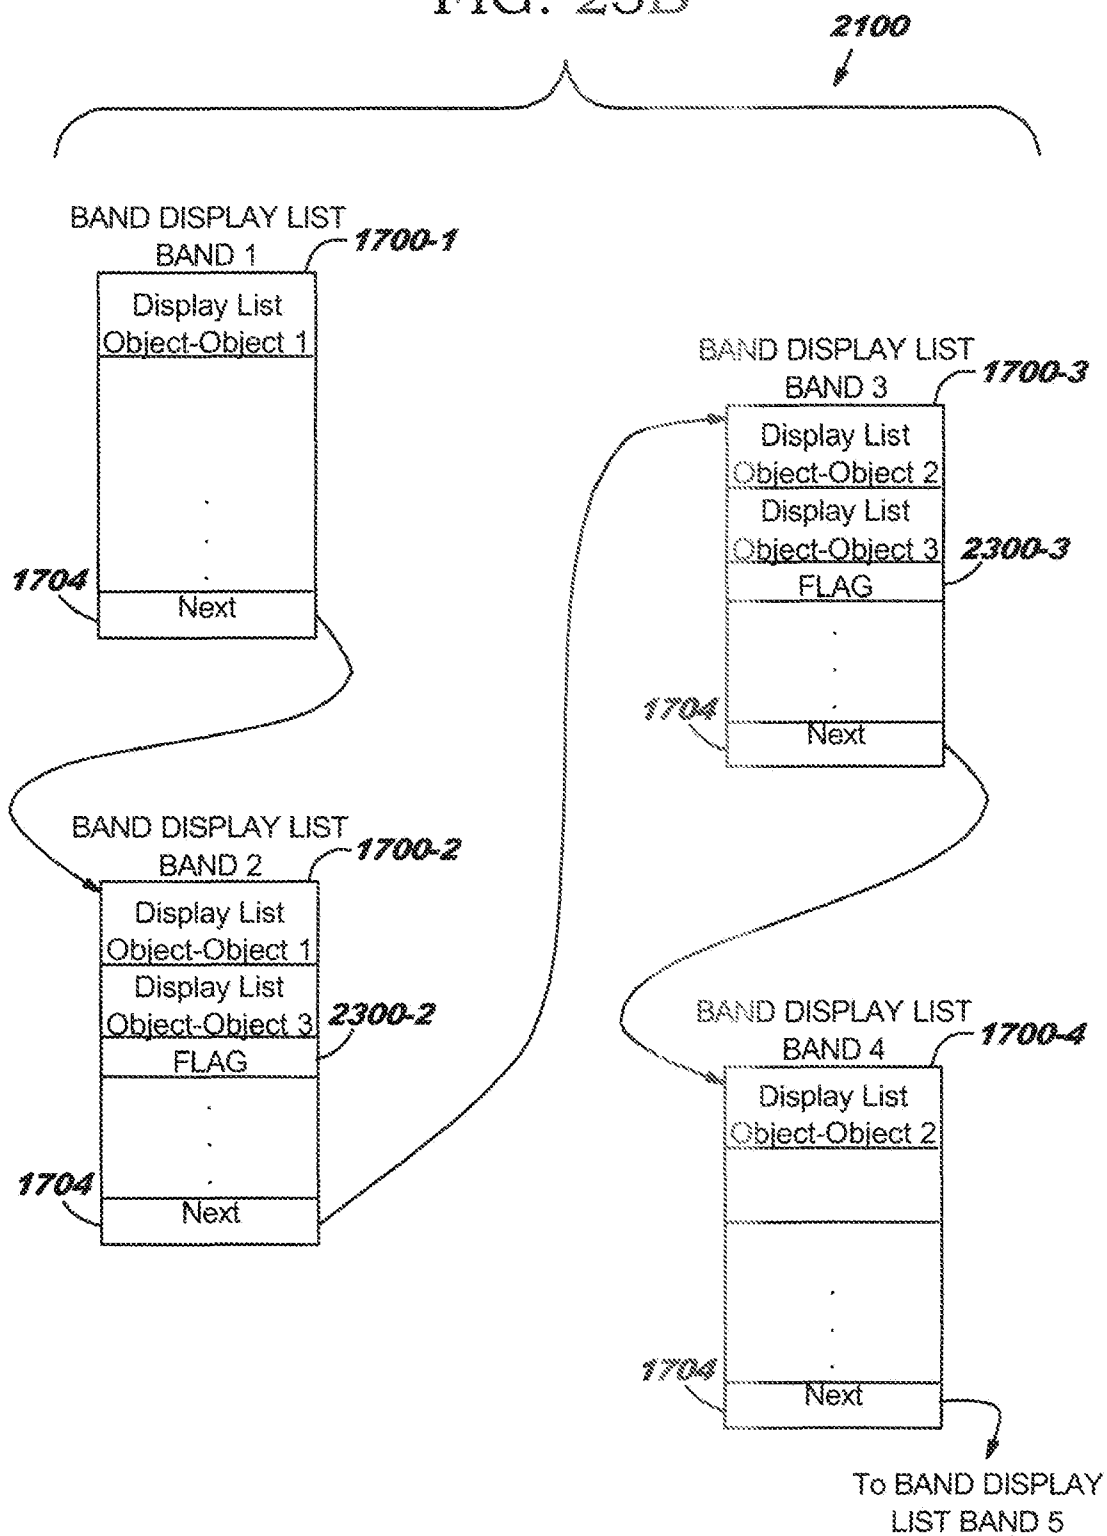 FIG. 23B
2100
BAND DISPLAY LIST
BAND 1
1700-1
Display List
Object-Object 1
.
.
.
1704
Next
BAND DISPLAY LIST
BAND 2
1700-2
Display List
Object-Object 1
Display List
Object-Object 3
2300-2
FLAG
.
.
.
1704
Next
BAND DISPLAY LIST
BAND 3
1700-3
Display List
Object-Object 2
Display List
Object-Object 3
2300-3
FLAG
.
.
.
1704
Next
BAND DISPLAY LIST
BAND 4
1700-4
Display List
Object-Object 2
.
.
.
1704
Next
To BAND DISPLAY
LIST BAND 5